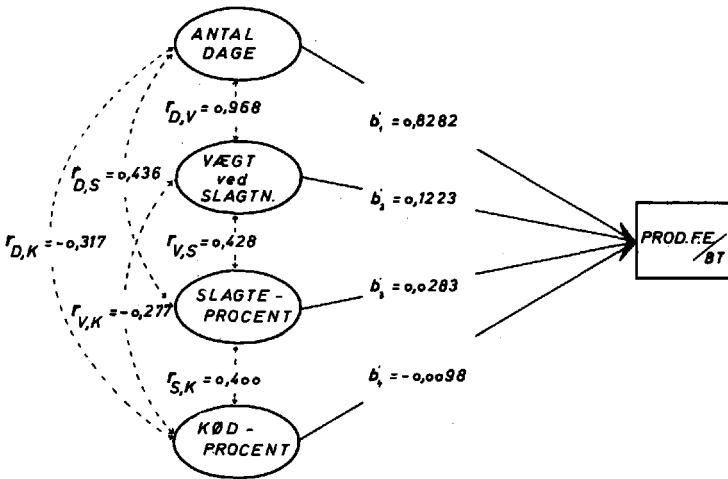 ANTAL
DAGE
r D,V = 0,968
b'1 = 0,8282
VÆGT
ved
SLAGTN.
r D,S = 0,436
b'2 = 0,1223
PROD.F.E./BT
r D,K = -0,317
r V,S = 0,428
SLAGTE-
PROCENT
b'3 = 0,0283
r V,K = -0,277
r S,K = 0,400
b'4 = -0,0098
KØD-
PROCENT